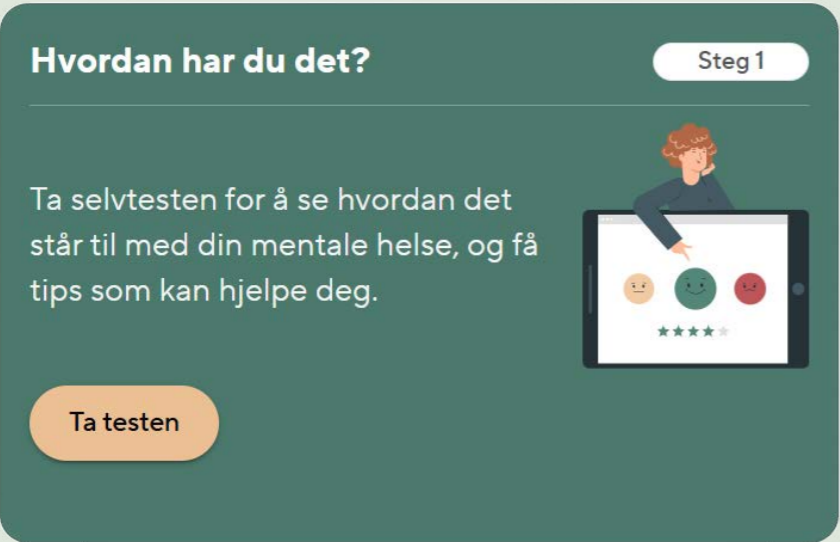 Hvordan har du det?
Steg 1
Ta selvtesten for å se hvordan det
står til med din mentale helse, og få
tips som kan hjelpe deg.
Ta testen